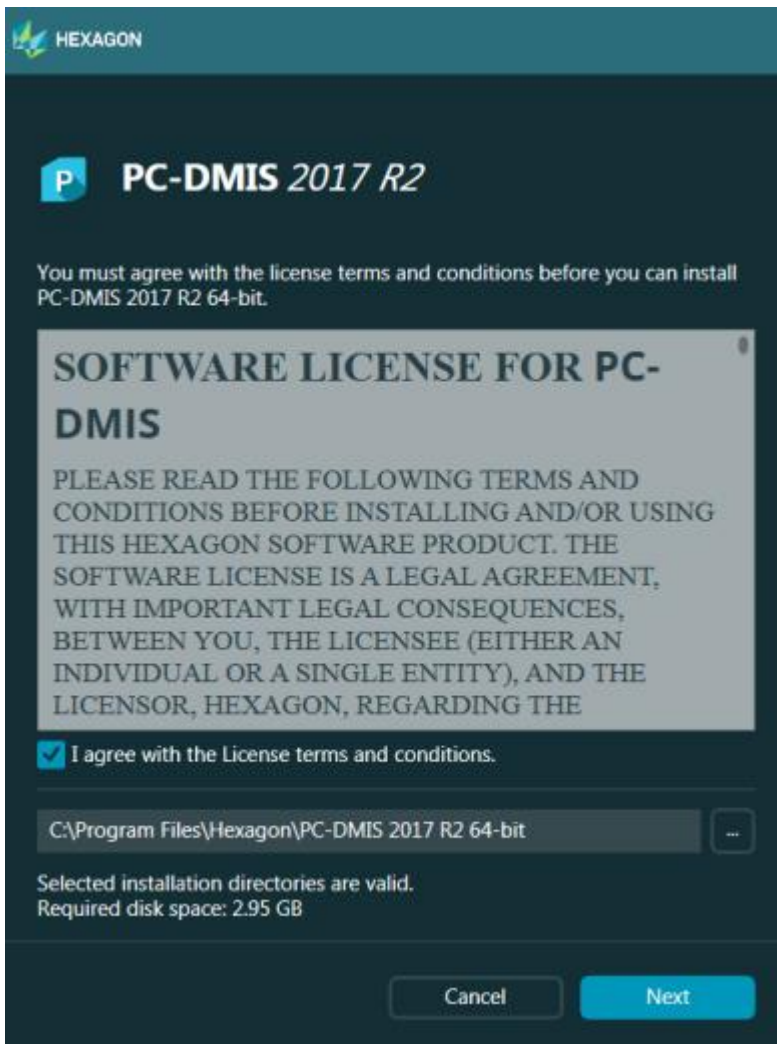 HEXAGON
P PC-DMIS 2017 R2
You must agree with the license terms and conditions before you can install
PC-DMIS 2017 R2 64-bit.
SOFTWARE LICENSE FOR PC-
DMIS
PLEASE READ THE FOLLOWING TERMS AND
CONDITIONS BEFORE INSTALLING AND/OR USING
THIS HEXAGON SOFTWARE PRODUCT. THE
SOFTWARE LICENSE IS A LEGAL AGREEMENT,
WITH IMPORTANT LEGAL CONSEQUENCES,
BETWEEN YOU, THE LICENSEE (EITHER AN
INDIVIDUAL OR A SINGLE ENTITY), AND THE
LICENSOR, HEXAGON, REGARDING THE
I agree with the License terms and conditions.
C:\Program Files\Hexagon\PC-DMIS 2017 R2 64-bit ...
Selected installation directories are valid.
Required disk space: 2.95 GB
Cancel Next